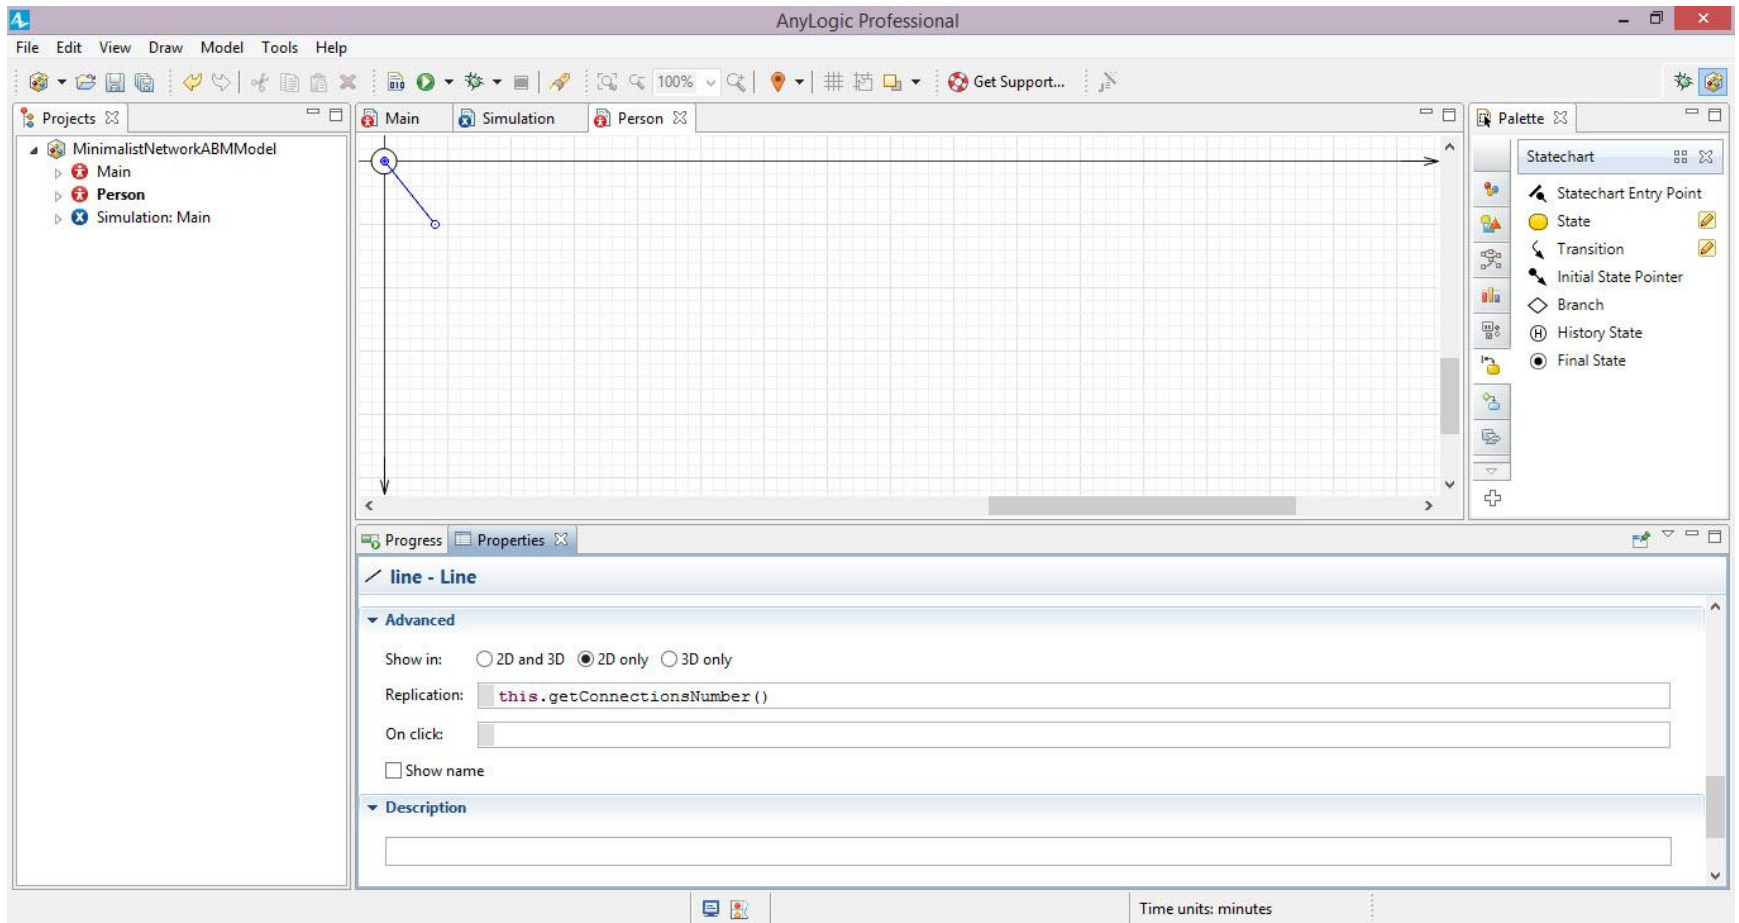 AnyLogic Professional
File Edit View Draw Model Tools Help
100% Get Support...
Projects
MinimalistNetworkABMModel
Main
Person
Simulation: Main
Main Simulation Person
Palette
Statechart
Statechart Entry Point
State
Transition
Initial State Pointer
Branch
History State
Final State
Progress Properties
line - Line
Advanced
Show in: 2D and 3D 2D only 3D only
Replication: this.getConnectionsNumber()
On click:
Show name
Description
Time units: minutes